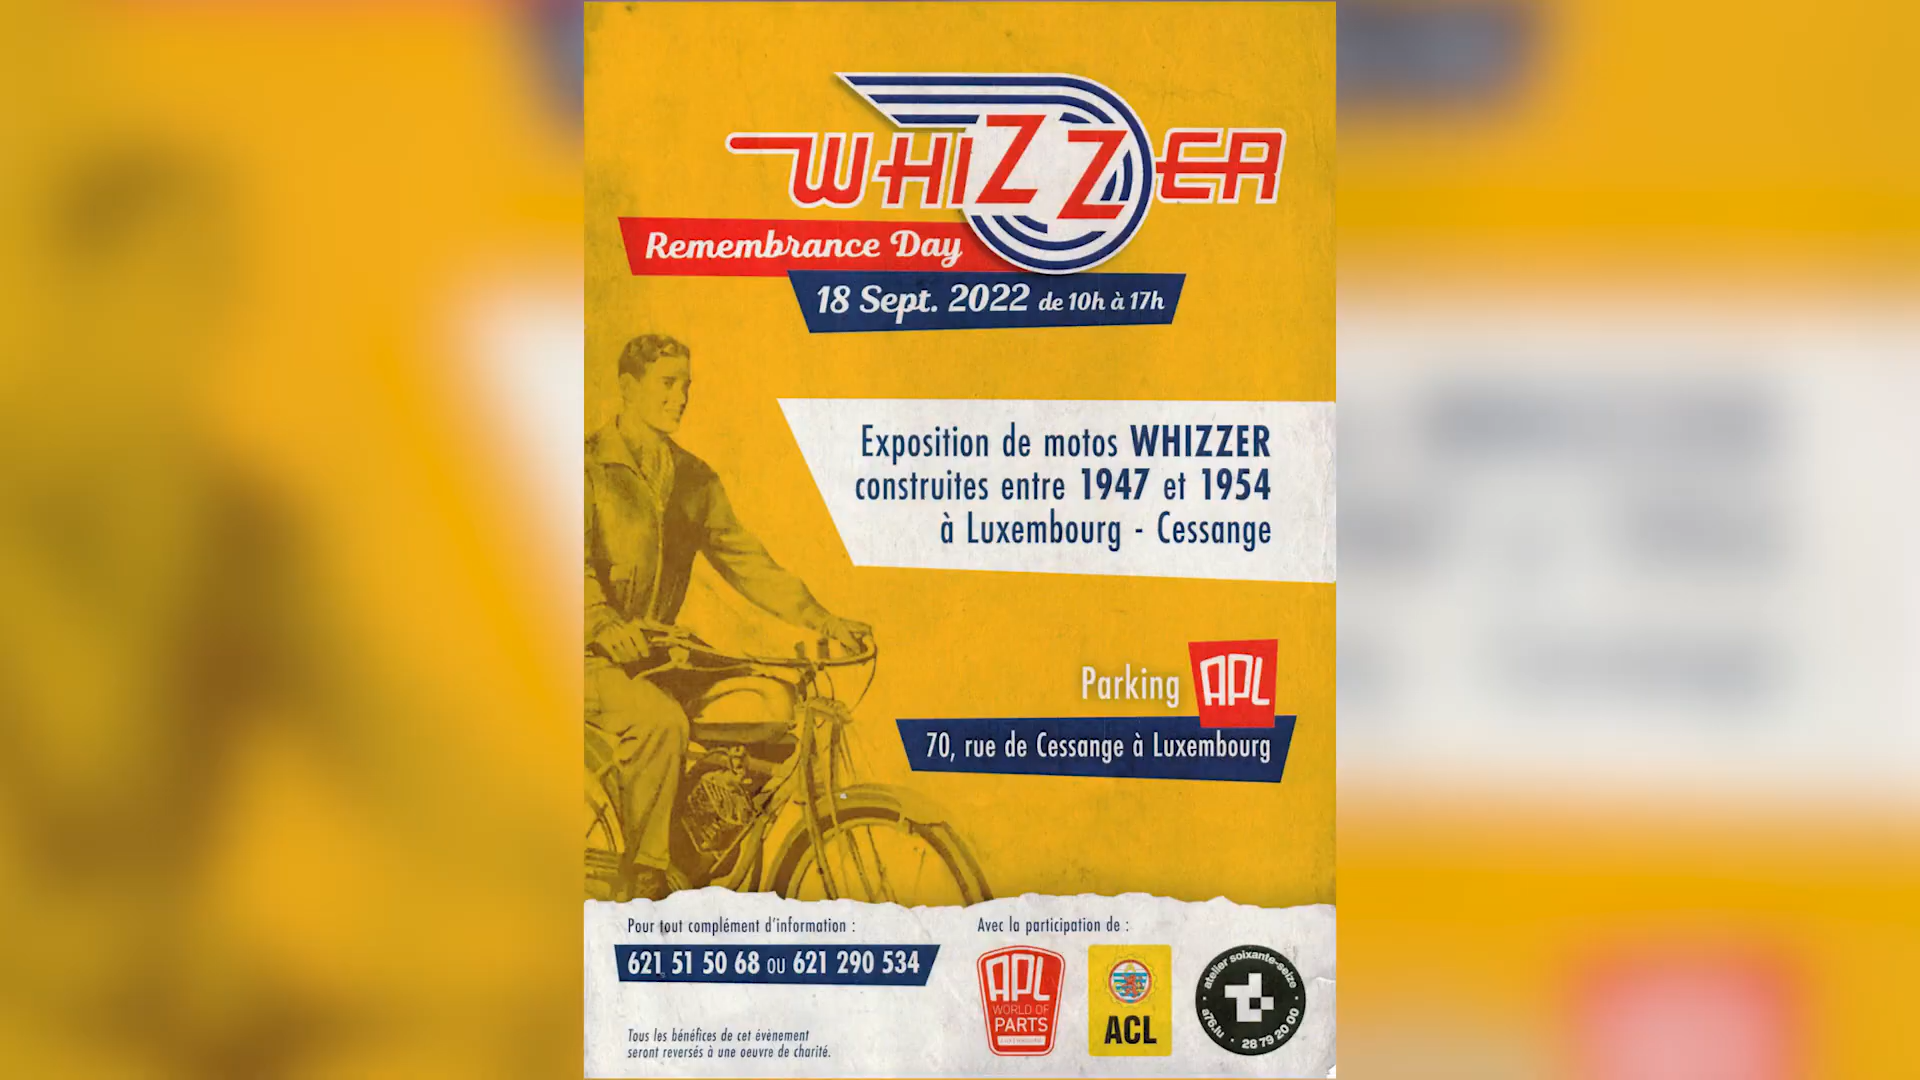 WHIZZER
Remembrance Day
18 Sept. 2022 de 10h à 17h
Exposition de motos WHIZZER
construites entre 1947 et 1954
à Luxembourg - Cessange
Parking APL
70, rue de Cessange à Luxembourg
Pour tout complément d'information :
621 51 50 68 ou 621 290 534
Tous les bénéfices de cet évènement
seront reversés à une oeuvre de charité.
Avec la participation de :
APL
WORLD OF
PARTS
ACL
atelier soixante-seize
a76.lu · 28 79 20 00